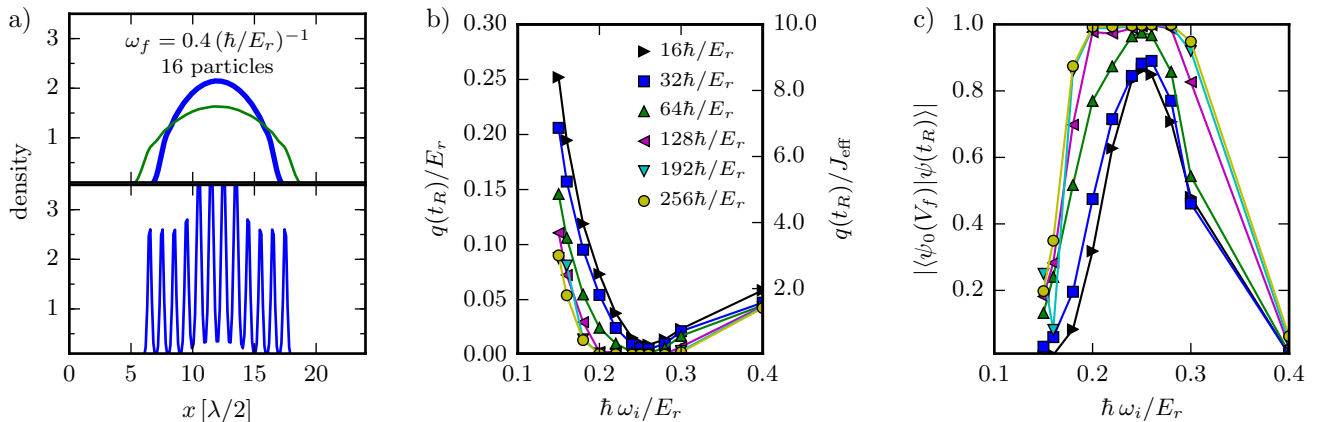 a)
density
3
2
1
ω_f = 0.4 (ħ/E_r)^{-1}
16 particles
3
2
1
0 5 10 15 20
x [λ/2]
b)
q(t_R)/E_r
0.30
0.25
0.20
0.15
0.10
0.05
0.00
16ħ/E_r
32ħ/E_r
64ħ/E_r
128ħ/E_r
192ħ/E_r
256ħ/E_r
10.0
8.0
6.0
4.0
2.0
q(t_R)/J_eff
0.1 0.2 0.3 0.4
ħ ω_i/E_r
c)
|⟨ψ_0(V_f)|ψ(t_R)⟩|
1.0
0.8
0.6
0.4
0.2
0.1 0.2 0.3 0.4
ħ ω_i/E_r